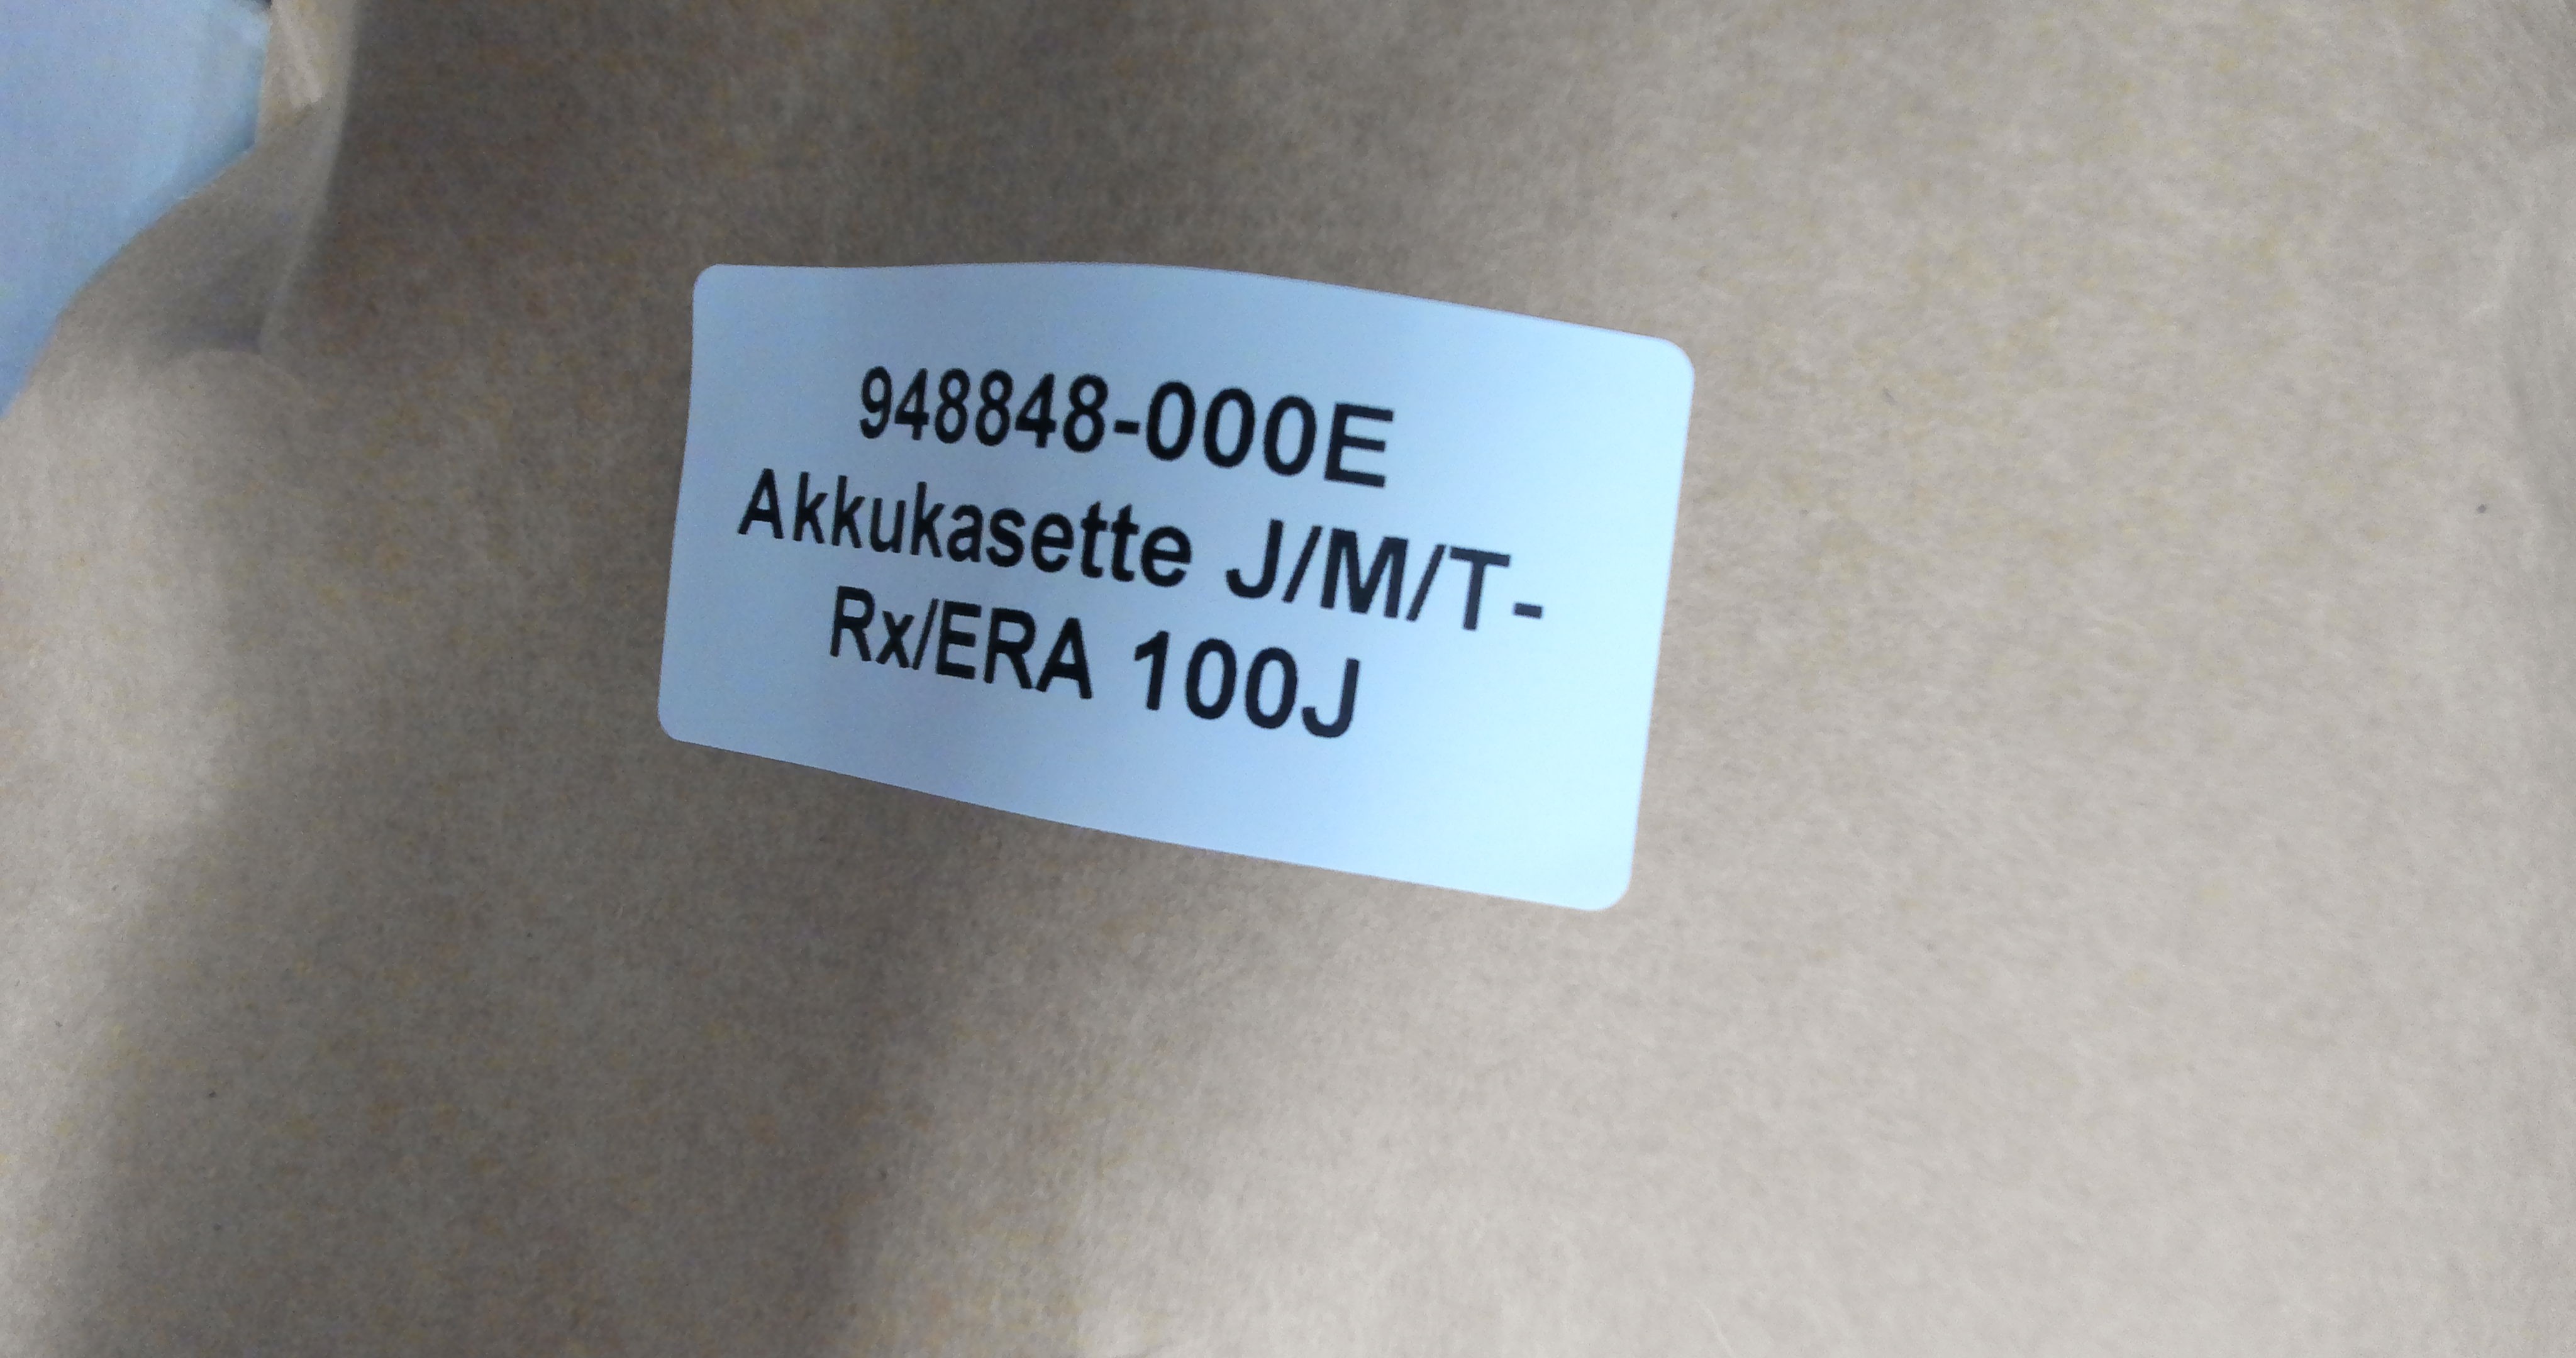 948848-000E
Akkukasette J/M/T-
Rx/ERA 100J